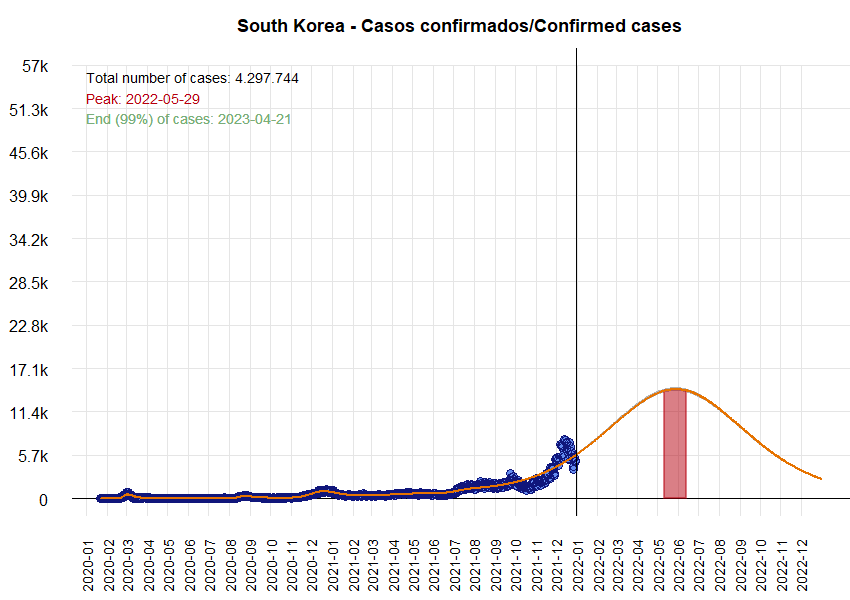 South Korea - Casos confirmados/Confirmed cases
57k
Total number of cases: 4.297.744
Peak: 2022-05-29
End (99%) of cases: 2023-04-21
51.3k
45.6k
39.9k
34.2k
28.5k
22.8k
17.1k
11.4k
5.7k
0
2020-01
2020-02
2020-03
2020-04
2020-05
2020-06
2020-07
2020-08
2020-09
2020-10
2020-11
2020-12
2021-01
2021-02
2021-03
2021-04
2021-05
2021-06
2021-07
2021-08
2021-09
2021-10
2021-11
2021-12
2022-01
2022-02
2022-03
2022-04
2022-05
2022-06
2022-07
2022-08
2022-09
2022-10
2022-11
2022-12